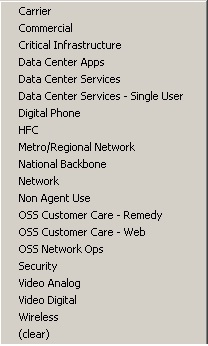 Carrier
Commercial
Critical Infrastructure
Data Center Apps
Data Center Services
Data Center Services - Single User
Digital Phone
HFC
Metro/Regional Network
National Backbone
Network
Non Agent Use
OSS Customer Care - Remedy
OSS Customer Care - Web
OSS Network Ops
Security
Video Analog
Video Digital
Wireless
(clear)